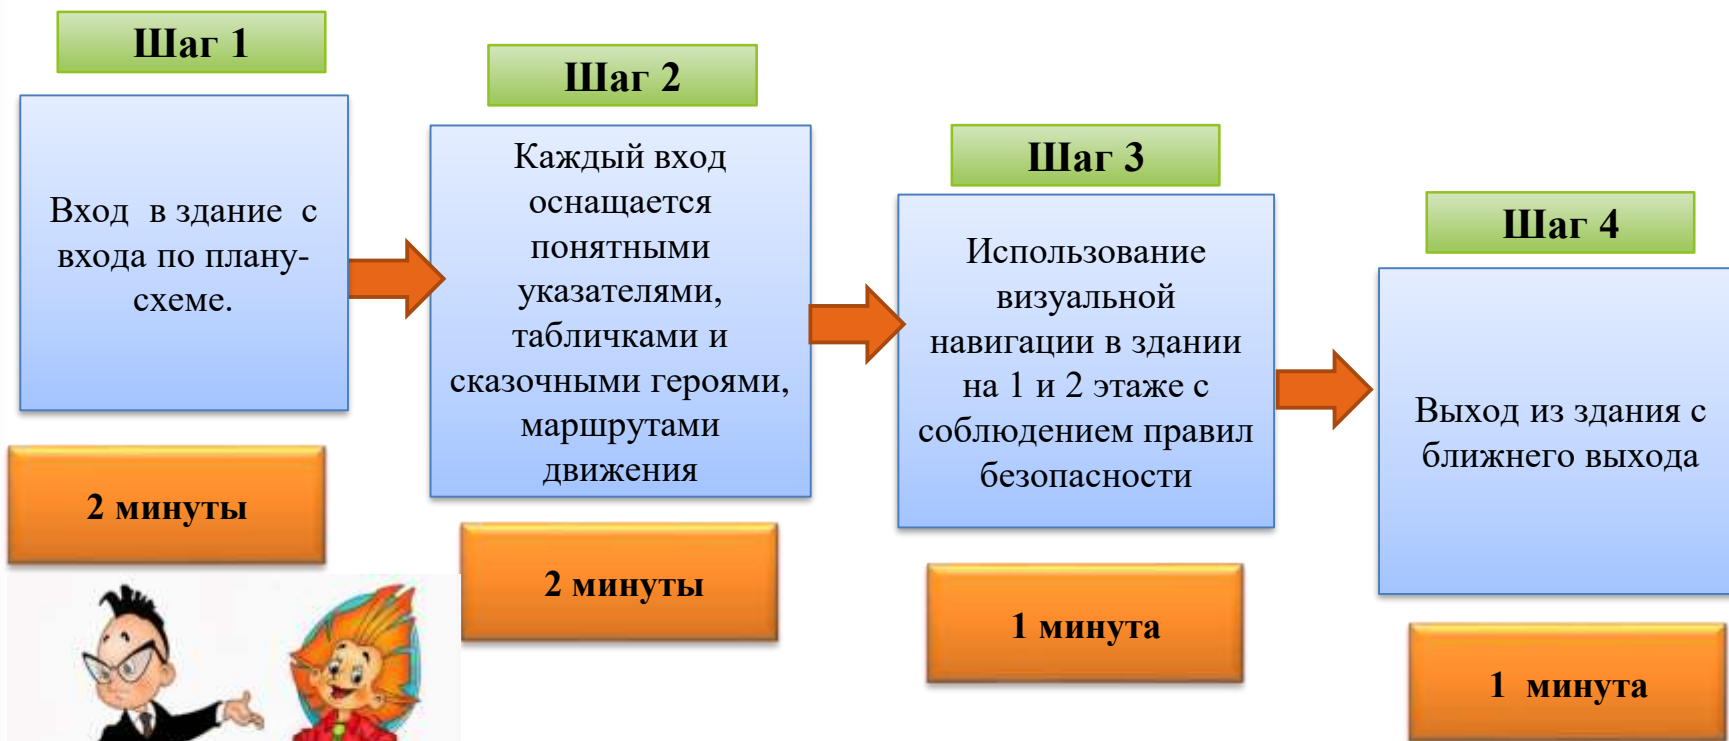 Шаг 1
Вход в здание с
входа по плану-
схеме.
2 минуты
Шаг 2
Каждый вход
оснащается
понятными
указателями,
табличками и
сказочными героями,
маршрутами
движения
2 минуты
Шаг 3
Использование
визуальной
навигации в здании
на 1 и 2 этаже с
соблюдением правил
безопасности
1 минута
Шаг 4
Выход из здания с
ближнего выхода
1 минута